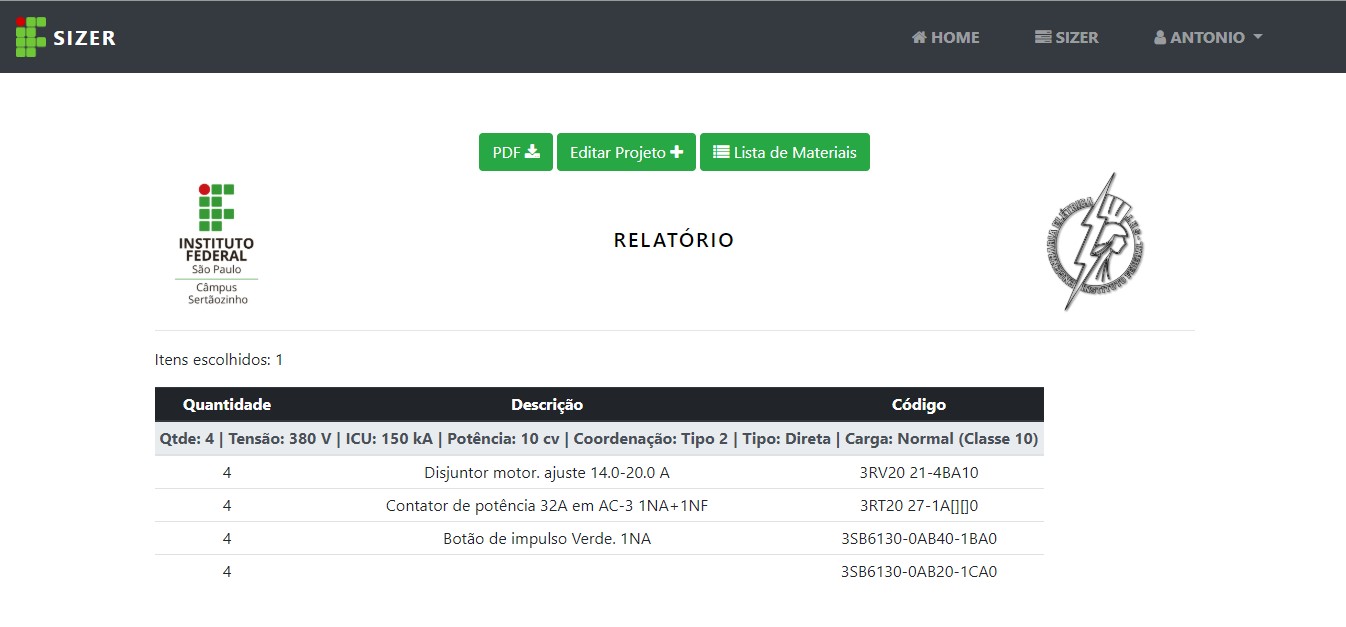 SIZER
HOME
SIZER
ANTONIO
PDF
Editar Projeto
Lista de Materiais
INSTITUTO
FEDERAL
São Paulo
Câmpus
Sertãozinho
RELATÓRIO
Itens escolhidos: 1
Quantidade Descrição Código
Qtde: 4 | Tensão: 380 V | ICU: 150 kA | Potência: 10 cv | Coordenação: Tipo 2 | Tipo: Direta | Carga: Normal (Classe 10)
4 Disjuntor motor. ajuste 14.0-20.0 A 3RV20 21-4BA10
4 Contator de potência 32A em AC-3 1NA+1NF 3RT20 27-1A[][]0
4 Botão de impulso Verde. 1NA 3SB6130-0AB40-1BA0
4 3SB6130-0AB20-1CA0